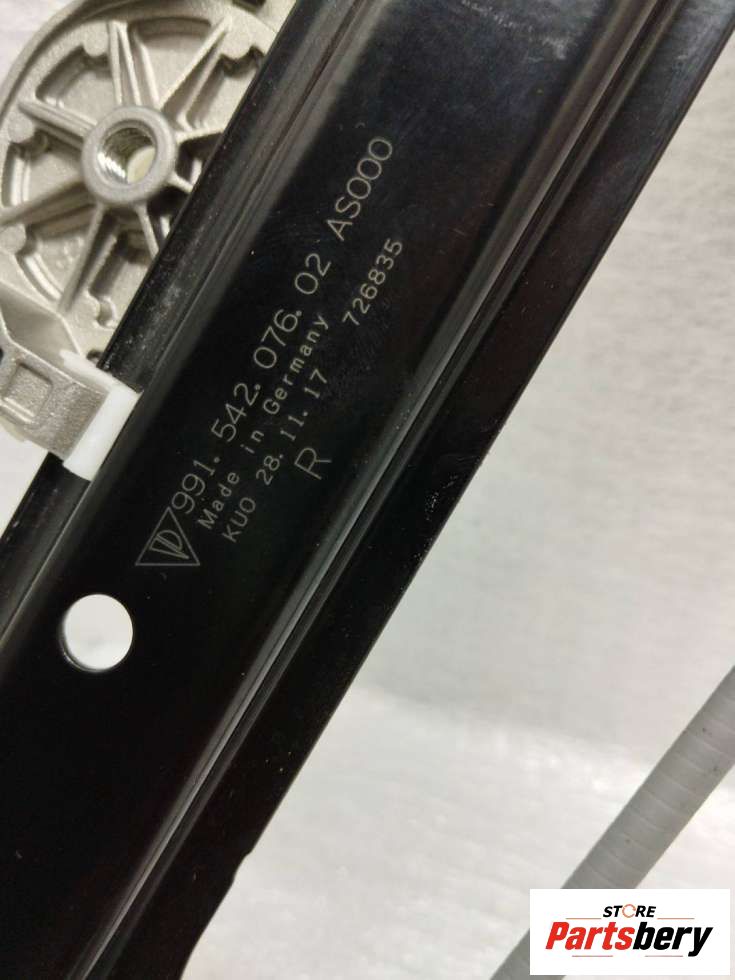 991.542.076.02 AS000
Made in Germany
KUO 28.11.17 726835
R
STORE
Partsbery